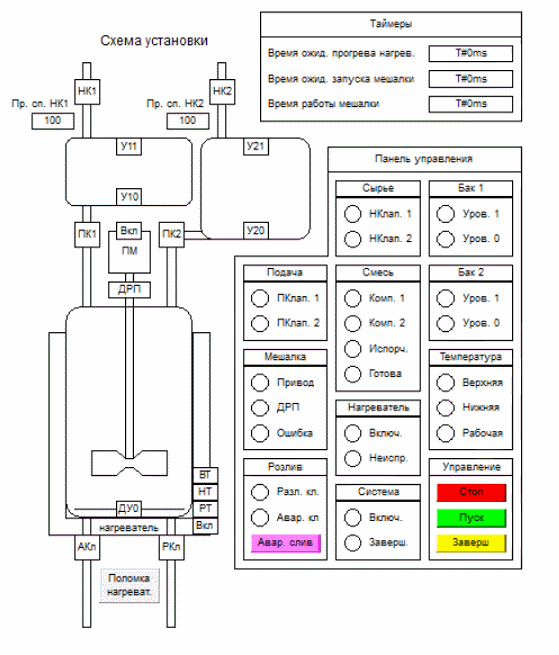 Схема установки
НК1
НК2
Пр. сп. НК1
100
Пр. сп. НК2
100
У11
У21
У10
У20
ПК1
Вкл
ПМ
ПК2
ДРП
ВТ
НТ
ДУ0
РТ
нагреватель
Вкл
АКл
РКл
Поломка
нагреват.
Таймеры
Время ожид. прогрева нагрев.
T#0ms
Время ожид. запуска мешалки
T#0ms
Время работы мешалки
T#0ms
Панель управления
Сырье
НКлап. 1
НКлап. 2
Бак 1
Уров. 1
Уров. 0
Подача
ПКлап. 1
ПКлап. 2
Смесь
Комп. 1
Комп. 2
Испорч.
Готова
Бак 2
Уров. 1
Уров. 0
Мешалка
Привод
ДРП
Ошибка
Нагреватель
Включ.
Неиспр.
Температура
Верхняя
Нижняя
Рабочая
Розлив
Разл. кл.
Авар. кл
Авар. слив
Система
Включ.
Заверш.
Управление
Стоп
Пуск
Заверш